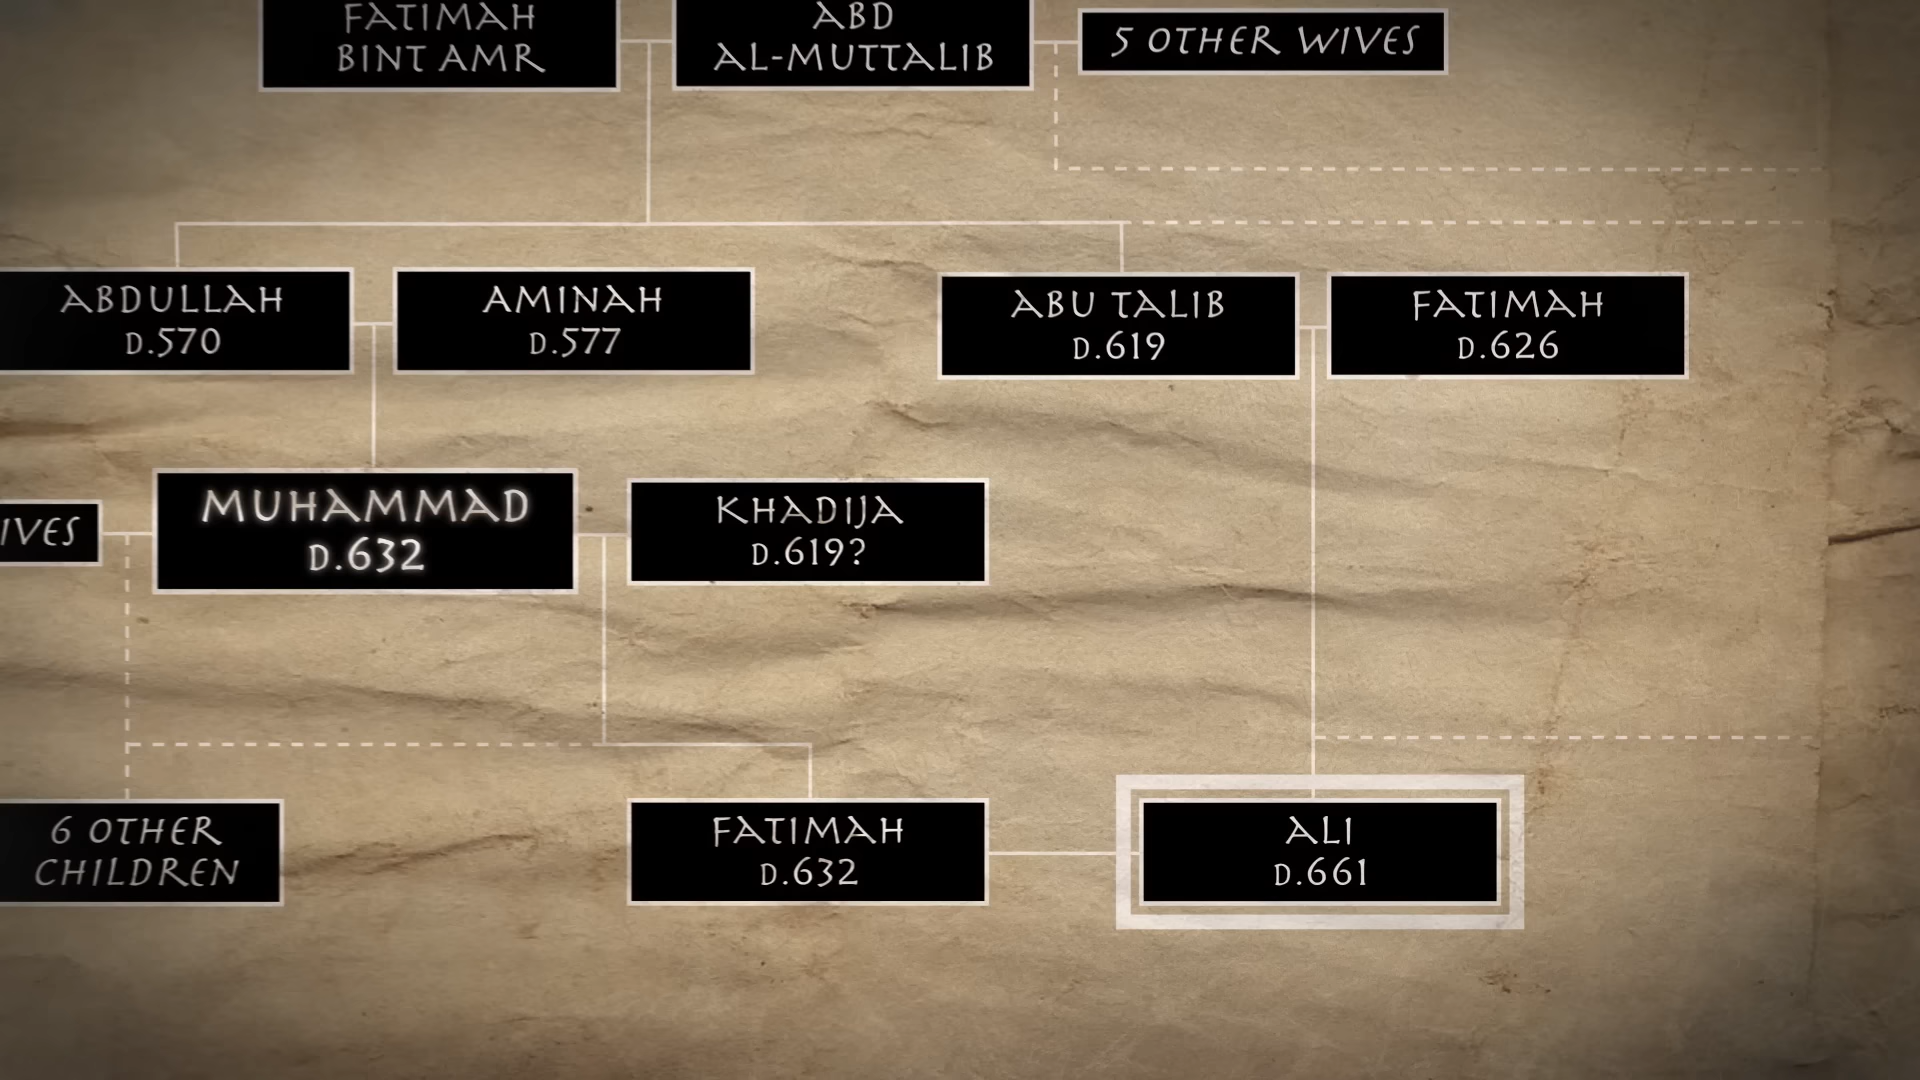 FATIMAH
BINT AMR
ABD
AL-MUTTALIB
5 OTHER WIVES
ABDULLAH
D.570
AMINAH
D.577
ABU TALIB
D.619
FATIMAH
D.626
IVES
MUHAMMAD
D.632
KHADIJA
D.619?
6 OTHER
CHILDREN
FATIMAH
D.632
ALI
D.661